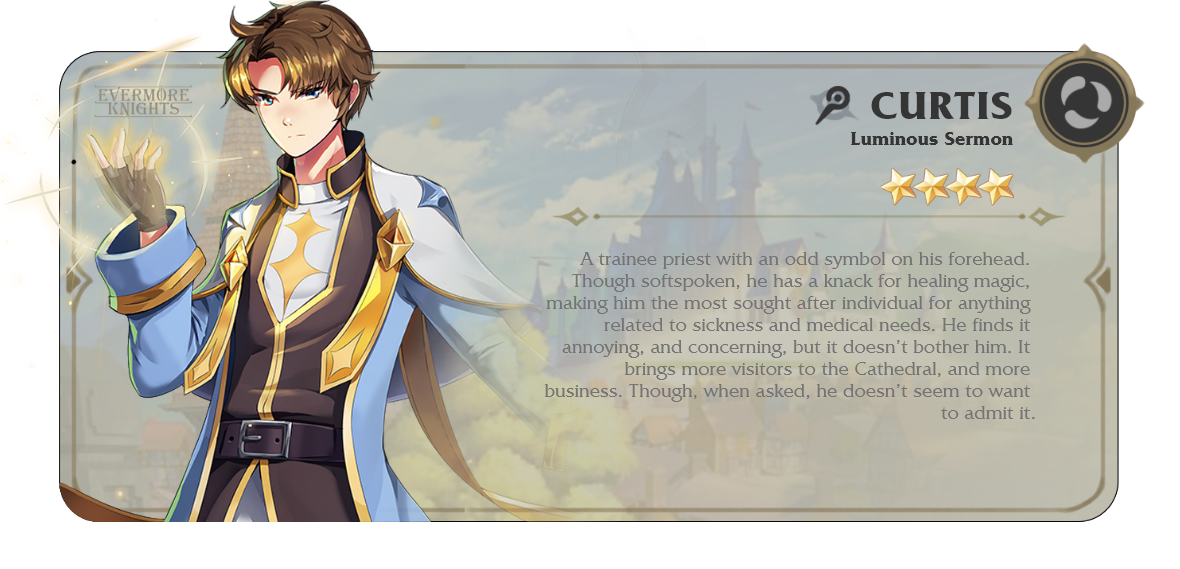 EVERMORE
KNIGHTS
CURTIS
Luminous Sermon
A trainee priest with an odd symbol on his forehead.
Though softspoken, he has a knack for healing magic,
making him the most sought after individual for anything
related to sickness and medical needs. He finds it
annoying, and concerning, but it doesn't bother him. It
brings more visitors to the Cathedral, and more
business. Though, when asked, he doesn't seem to want
to admit it.